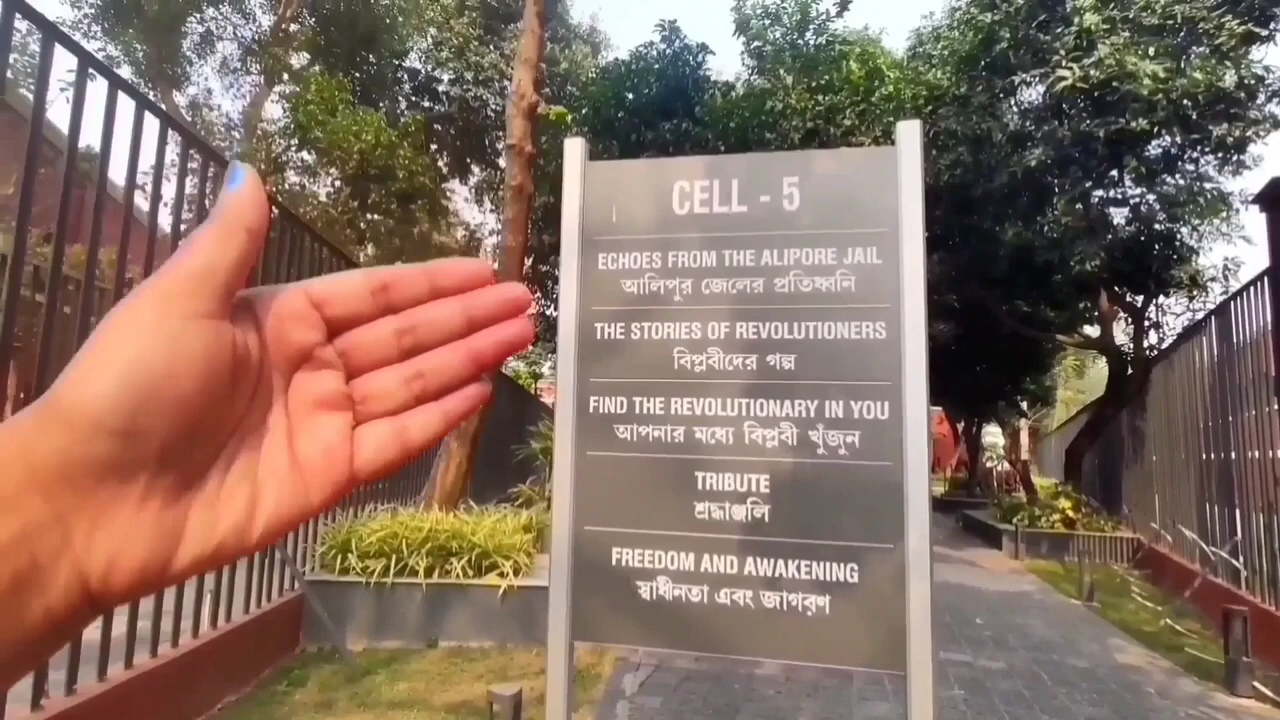 CELL - 5
ECHOES FROM THE ALIPORE JAIL
আলিপুর জেলের প্রতিধ্বনি
THE STORIES OF REVOLUTIONERS
বিপ্লবীদের গল্প
FIND THE REVOLUTIONARY IN YOU
আপনার মধ্যে বিপ্লবী খুঁজুন
TRIBUTE
শ্রদ্ধাঞ্জলি
FREEDOM AND AWAKENING
স্বাধীনতা এবং জাগরণ